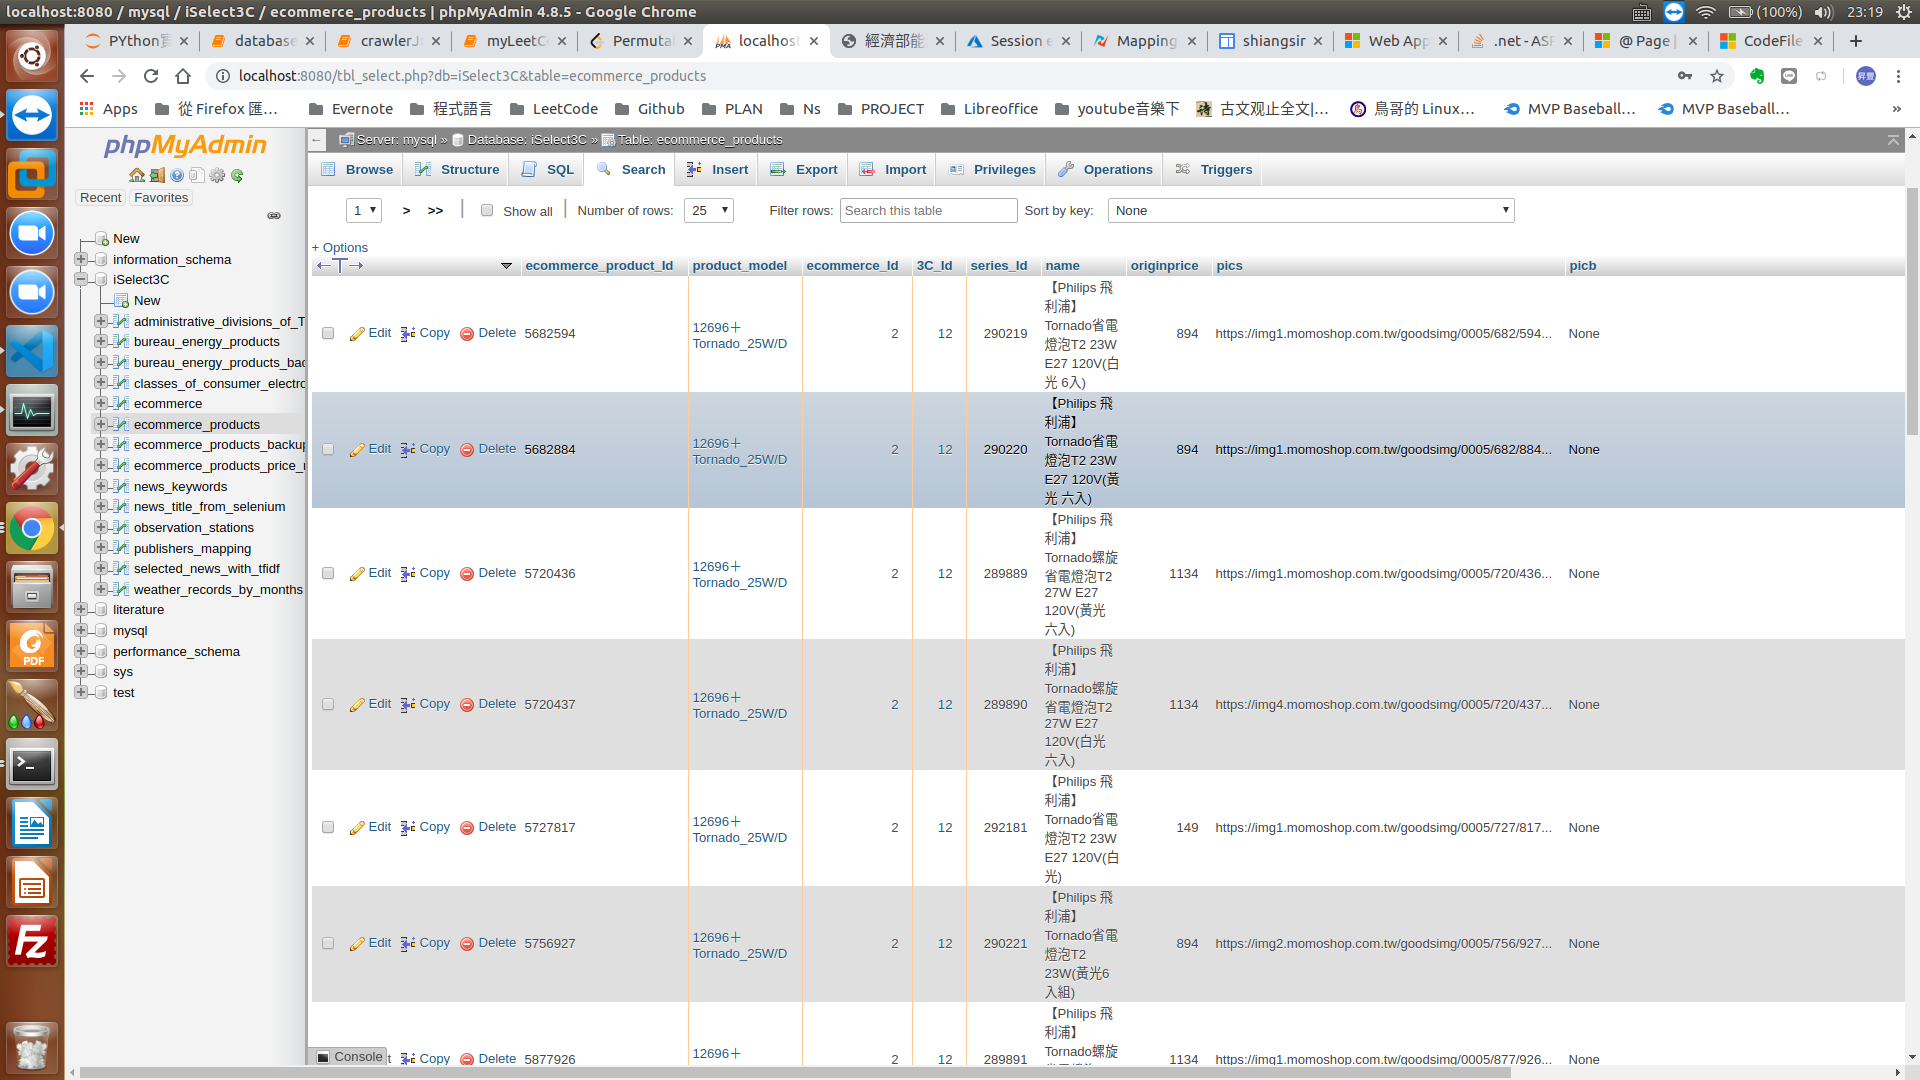 localhost:8080 / mysql / iSelect3C / ecommerce_products | phpMyAdmin 4.8.5 - Google Chrome
(100%) 23:19
PYthon
database
crawlerJ
myLeetC
Permuta
localhos
經濟部能
Session e
Mapping
shiangsir
Web App
.net - ASP
@ Page |
CodeFile
localhost:8080/tbl_select.php?db=iSelect3C&table=ecommerce_products
昇豐
Apps 從 Firefox 匯… Evernote 程式語言 LeetCode Github PLAN Ns PROJECT Libreoffice youtube音樂下 古文观止全文|… 鳥哥的 Linux… MVP Baseball… MVP Baseball… »
phpMyAdmin
Recent Favorites
New
information_schema
iSelect3C
New
administrative_divisions_of_T
bureau_energy_products
bureau_energy_products_bac
classes_of_consumer_electro
ecommerce
ecommerce_products
ecommerce_products_backup
ecommerce_products_price_
news_keywords
news_title_from_selenium
observation_stations
publishers_mapping
selected_news_with_tfidf
weather_records_by_months
literature
mysql
performance_schema
sys
test
Server: mysql » Database: iSelect3C » Table: ecommerce_products
Browse Structure SQL Search Insert Export Import Privileges Operations Triggers
1 > >> Show all Number of rows: 25 Filter rows: Search this table Sort by key: None
+ Options
←T→ ecommerce_product_Id product_model ecommerce_Id 3C_Id series_Id name originprice pics picb
Edit Copy Delete 5682594 12696+ Tornado_25W/D 2 12 290219 【Philips 飛利浦】Tornado省電燈泡T2 23W E27 120V(白光 6入) 894 https://img1.momoshop.com.tw/goodsimg/0005/682/594... None
Edit Copy Delete 5682884 12696+ Tornado_25W/D 2 12 290220 【Philips 飛利浦】Tornado省電燈泡T2 23W E27 120V(黃光 六入) 894 https://img1.momoshop.com.tw/goodsimg/0005/682/884... None
Edit Copy Delete 5720436 12696+ Tornado_25W/D 2 12 289889 【Philips 飛利浦】Tornado螺旋省電燈泡T2 27W E27 120V(黃光 六入) 1134 https://img1.momoshop.com.tw/goodsimg/0005/720/436... None
Edit Copy Delete 5720437 12696+ Tornado_25W/D 2 12 289890 【Philips 飛利浦】Tornado螺旋省電燈泡T2 27W E27 120V(白光 六入) 1134 https://img4.momoshop.com.tw/goodsimg/0005/720/437... None
Edit Copy Delete 5727817 12696+ Tornado_25W/D 2 12 292181 【Philips 飛利浦】Tornado省電燈泡T2 23W E27 120V(白光) 149 https://img1.momoshop.com.tw/goodsimg/0005/727/817... None
Edit Copy Delete 5756927 12696+ Tornado_25W/D 2 12 290221 【Philips 飛利浦】Tornado省電燈泡T2 23W(黃光6入組) 894 https://img2.momoshop.com.tw/goodsimg/0005/756/927... None
Copy Delete 5877926 12696+ 2 12 289891 【Philips 飛利浦】Tornado螺旋 1134 https://img1.momoshop.com.tw/goodsimg/0005/877/926... None
Console
PDF
Fz